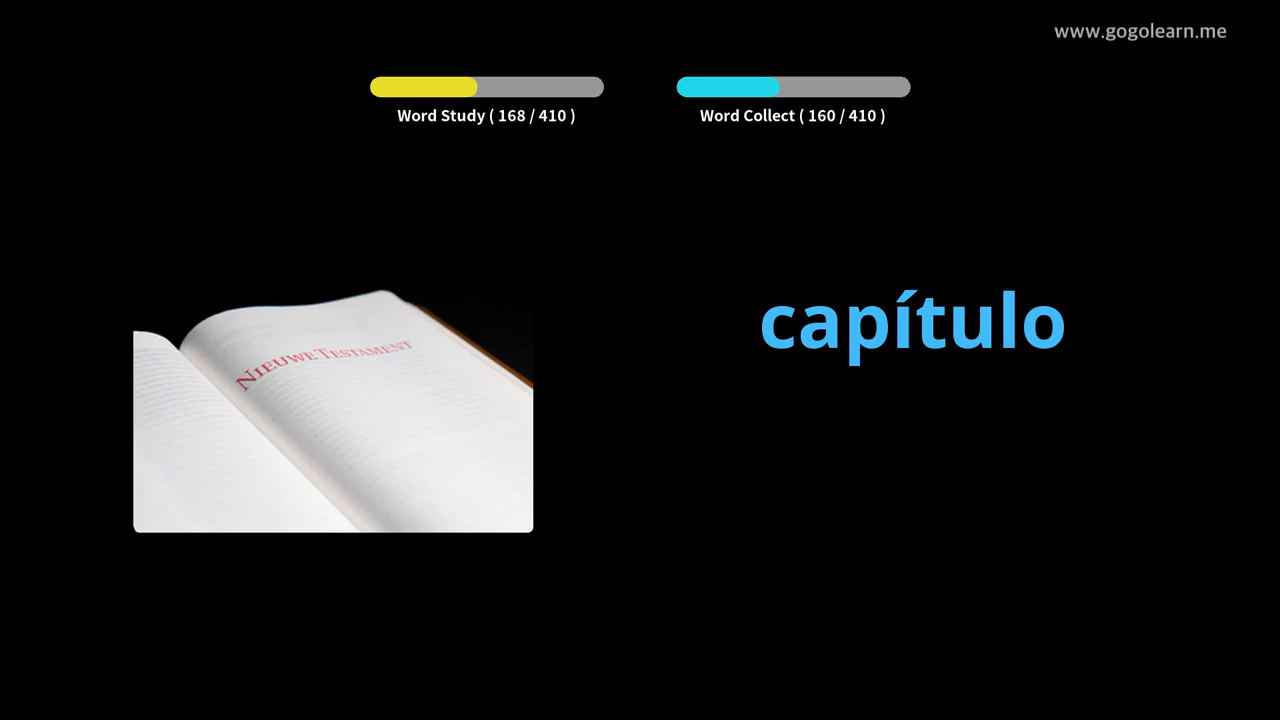 www.gogolearn.me
Word Study ( 168 / 410 )
Word Collect ( 160 / 410 )
NIEUWE TESTAMENT
capítulo